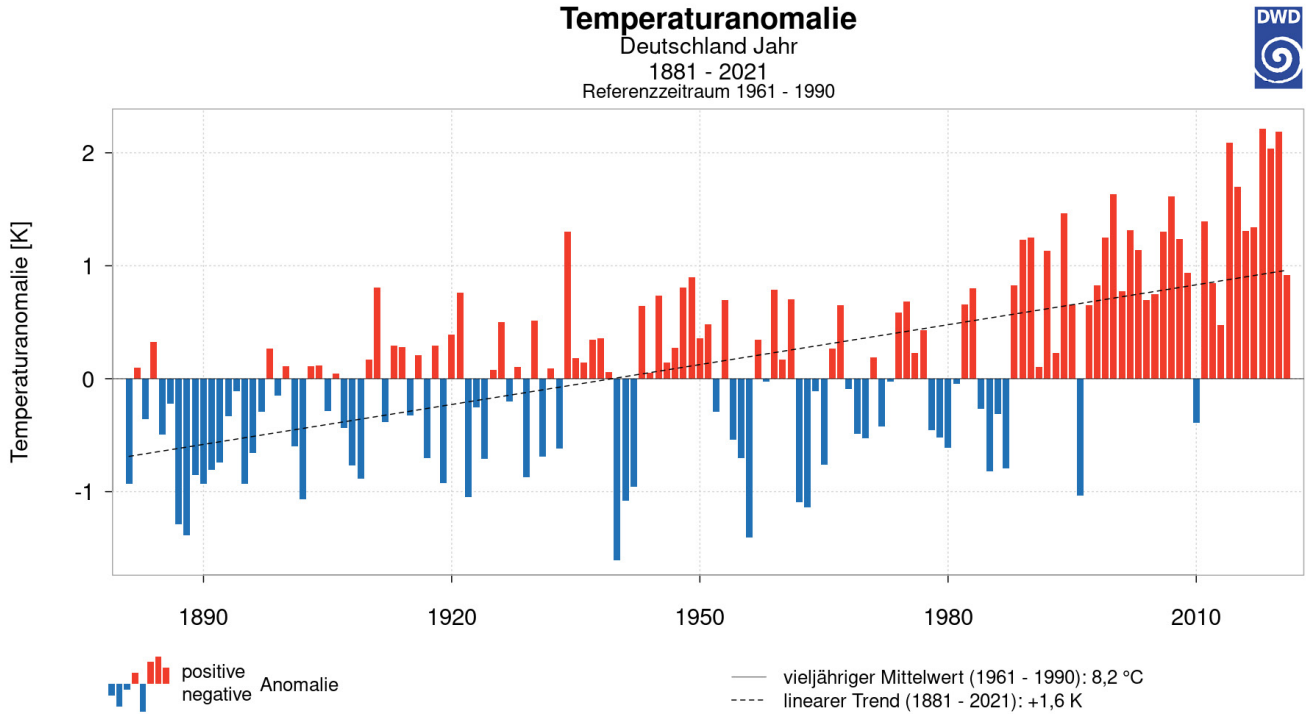 Temperaturanomalie
Deutschland Jahr
1881 - 2021
Referenzzeitraum 1961 - 1990
DWD
Temperaturanomalie [K]
2
1
0
-1
1890 1920 1950 1980 2010
positive
negative
Anomalie
vieljähriger Mittelwert (1961 - 1990): 8,2 °C
linearer Trend (1881 - 2021): +1,6 K